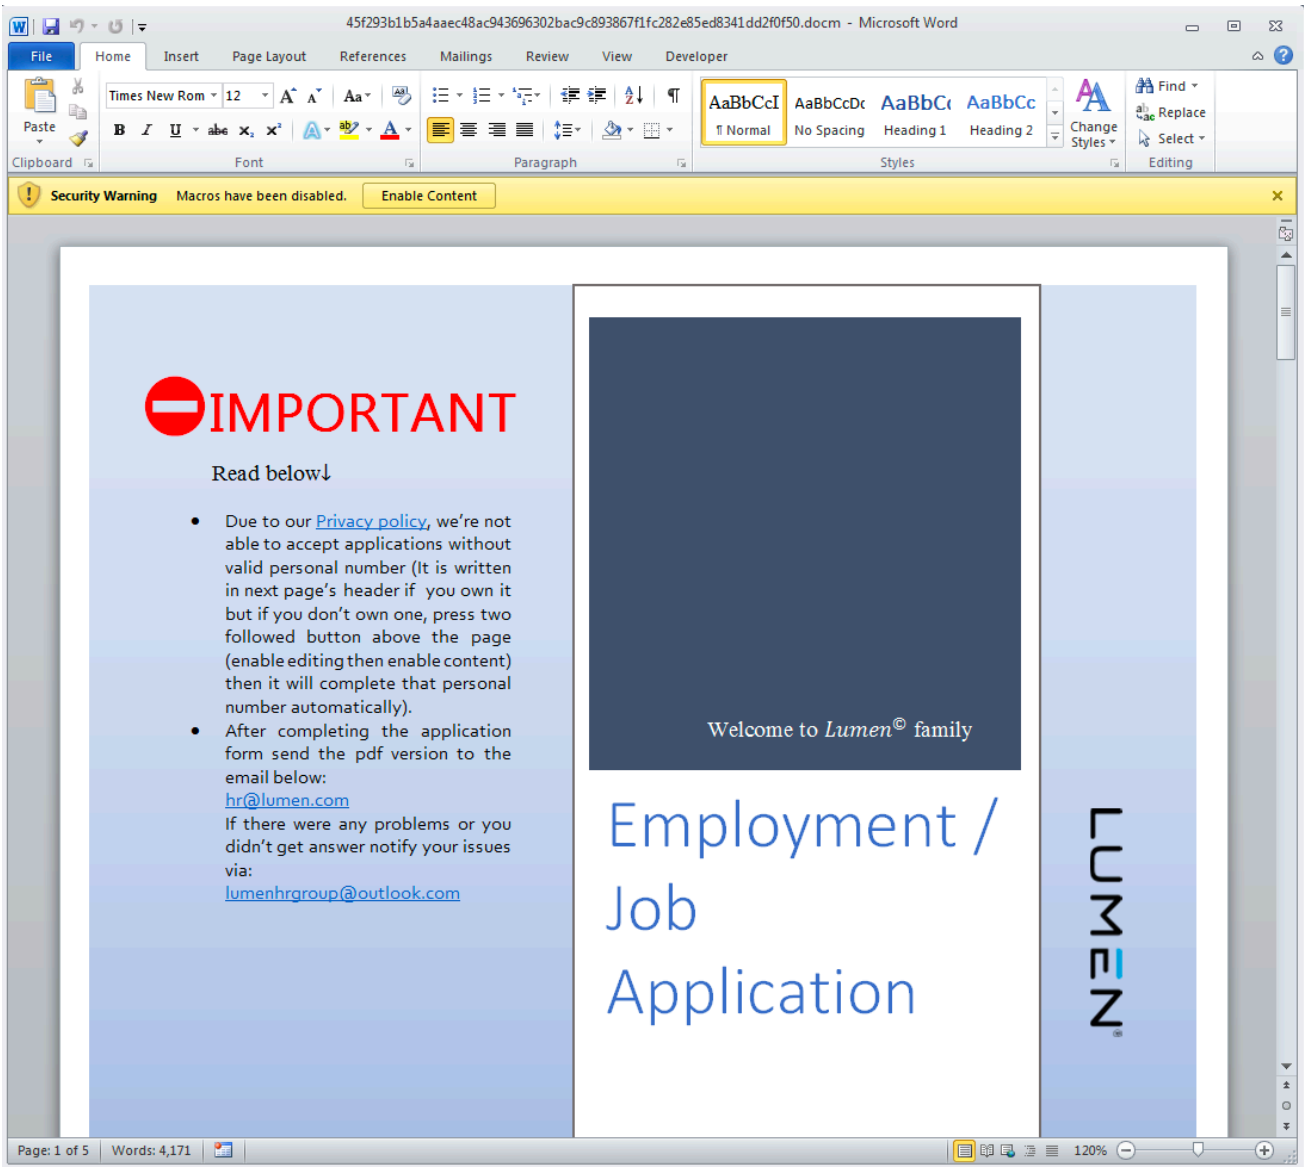 45f293b1b5a4aaec48ac943696302bac9c893867f1fc282e85ed8341dd2f0f50.docm - Microsoft Word
File Home Insert Page Layout References Mailings Review View Developer
Times New Rom 12 Aa
Find
Replace
Select
Paste
B I U abc X₂ X² A ab A
AaBbCcI AaBbCcDc AaBbC AaBbCc
¶ Normal No Spacing Heading 1 Heading 2
Change
Styles
Clipboard Font Paragraph Styles Editing
Security Warning Macros have been disabled. Enable Content
IMPORTANT
Read below↓
• Due to our Privacy policy, we're not
able to accept applications without
valid personal number (It is written
in next page's header if you own it
but if you don't own one, press two
followed button above the page
(enable editing then enable content)
then it will complete that personal
number automatically).
• After completing the application
form send the pdf version to the
email below:
hr@lumen.com
If there were any problems or you
didn't get answer notify your issues
via:
lumenhrgroup@outlook.com
Welcome to Lumen© family
Employment /
Job
Application
LUMEN®
Page: 1 of 5 Words: 4,171 120%